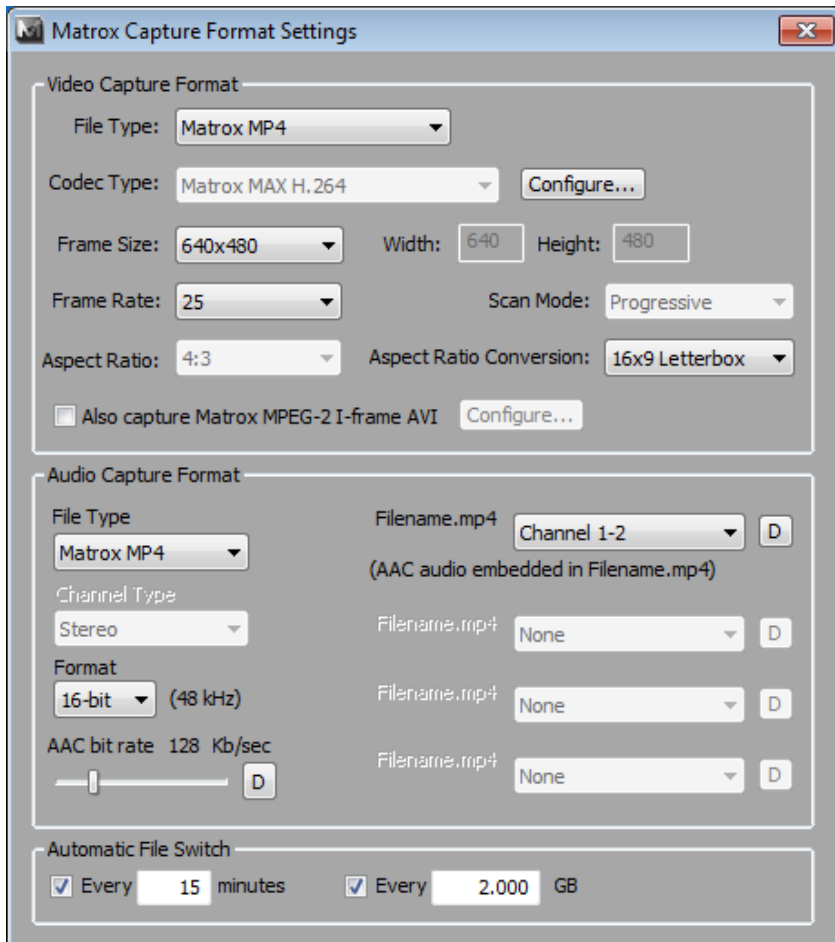 Matrox Capture Format Settings
Video Capture Format
File Type: Matrox MP4
Codec Type: Matrox MAX H.264 Configure...
Frame Size: 640x480 Width: 640 Height: 480
Frame Rate: 25 Scan Mode: Progressive
Aspect Ratio: 4:3 Aspect Ratio Conversion: 16x9 Letterbox
Also capture Matrox MPEG-2 I-frame AVI Configure...
Audio Capture Format
File Type
Matrox MP4
Channel Type
Stereo
Format
16-bit (48 kHz)
AAC bit rate 128 Kb/sec
D
Filename.mp4 Channel 1-2 D
(AAC audio embedded in Filename.mp4)
Filename.mp4 None D
Filename.mp4 None D
Filename.mp4 None D
Automatic File Switch
Every 15 minutes Every 2.000 GB